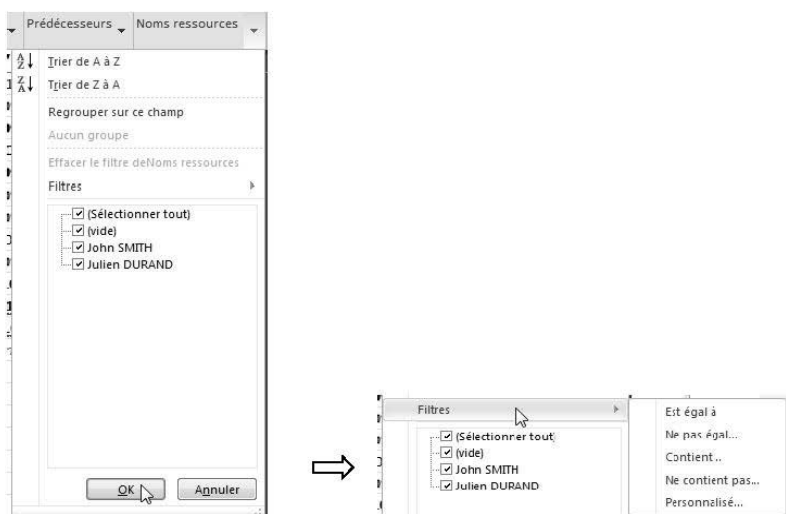 Prédécesseurs Noms ressources
Trier de A à Z
Trier de Z à A
Regrouper sur ce champ
Aucun groupe
Effacer le filtre deNoms ressources
Filtres
(Sélectionner tout)
(vide)
John SMITH
Julien DURAND
OK Annuler
Filtres
(Sélectionner tout)
(vide)
John SMITH
Julien DURAND
Est égal à
Ne pas égal...
Contient...
Ne contient pas...
Personnalisé...